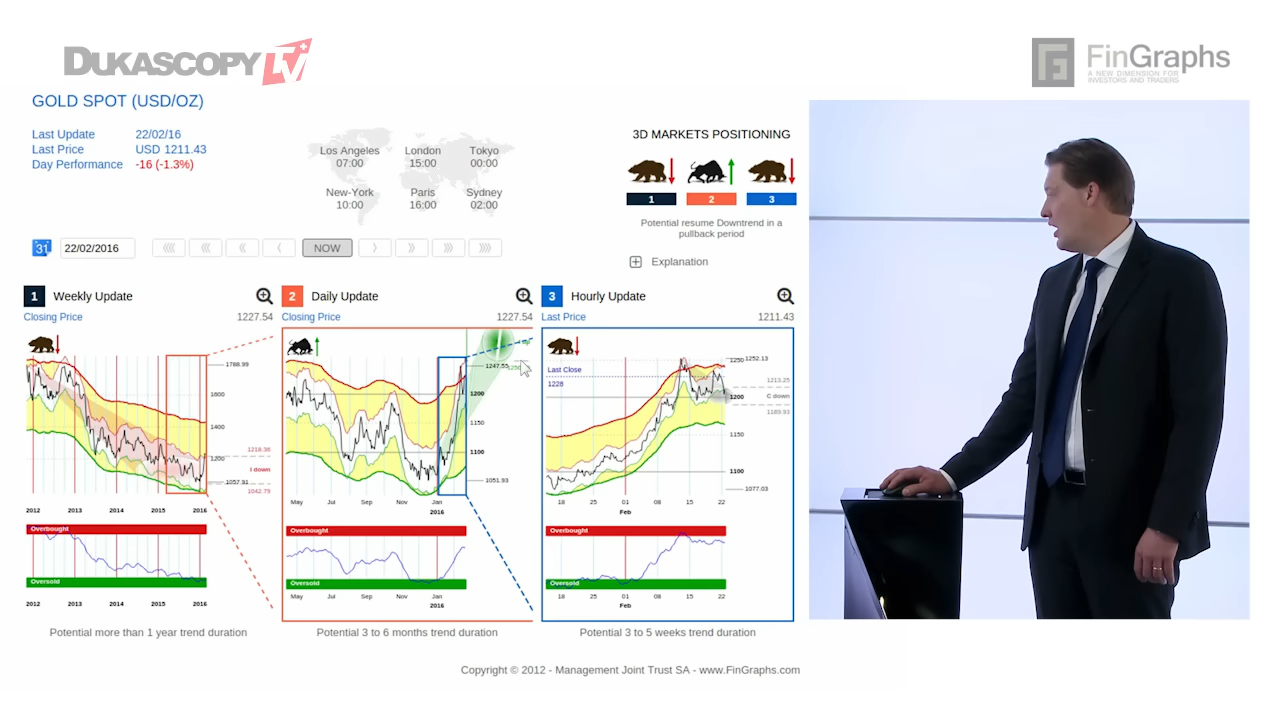 DUKASCOPY TV
FinGraphs
A NEW DIMENSION FOR
INVESTORS AND TRADERS
GOLD SPOT (USD/OZ)
Last Update 22/02/16
Last Price USD 1211.43
Day Performance -16 (-1.3%)
Los Angeles London Tokyo
07:00 15:00 00:00
New-York Paris Sydney
10:00 16:00 02:00
3D MARKETS POSITIONING
1 2 3
Potential resume Downtrend in a
pullback period
Explanation
31 22/02/2016 NOW
1 Weekly Update
Closing Price 1227.54
1788.99
1600
1400
1218.36
1200
I down
1057.91
1042.79
2012 2013 2014 2015 2016
Overbought
Oversold
2012 2013 2014 2015 2016
Potential more than 1 year trend duration
2 Daily Update
Closing Price 1227.54
1247.55
1200
1150
1100
1051.93
May Jul Sep Nov Jan
2016
Overbought
Oversold
May Jul Sep Nov Jan
2016
Potential 3 to 6 months trend duration
3 Hourly Update
Last Price 1211.43
1250 1252.13
Last Close
1228
1213.25
C down
1200
1189.93
1150
1100
1077.03
18 25 01 08 15 22
Feb
Overbought
Oversold
18 25 01 08 15 22
Feb
Potential 3 to 5 weeks trend duration
Copyright © 2012 - Management Joint Trust SA - www.FinGraphs.com